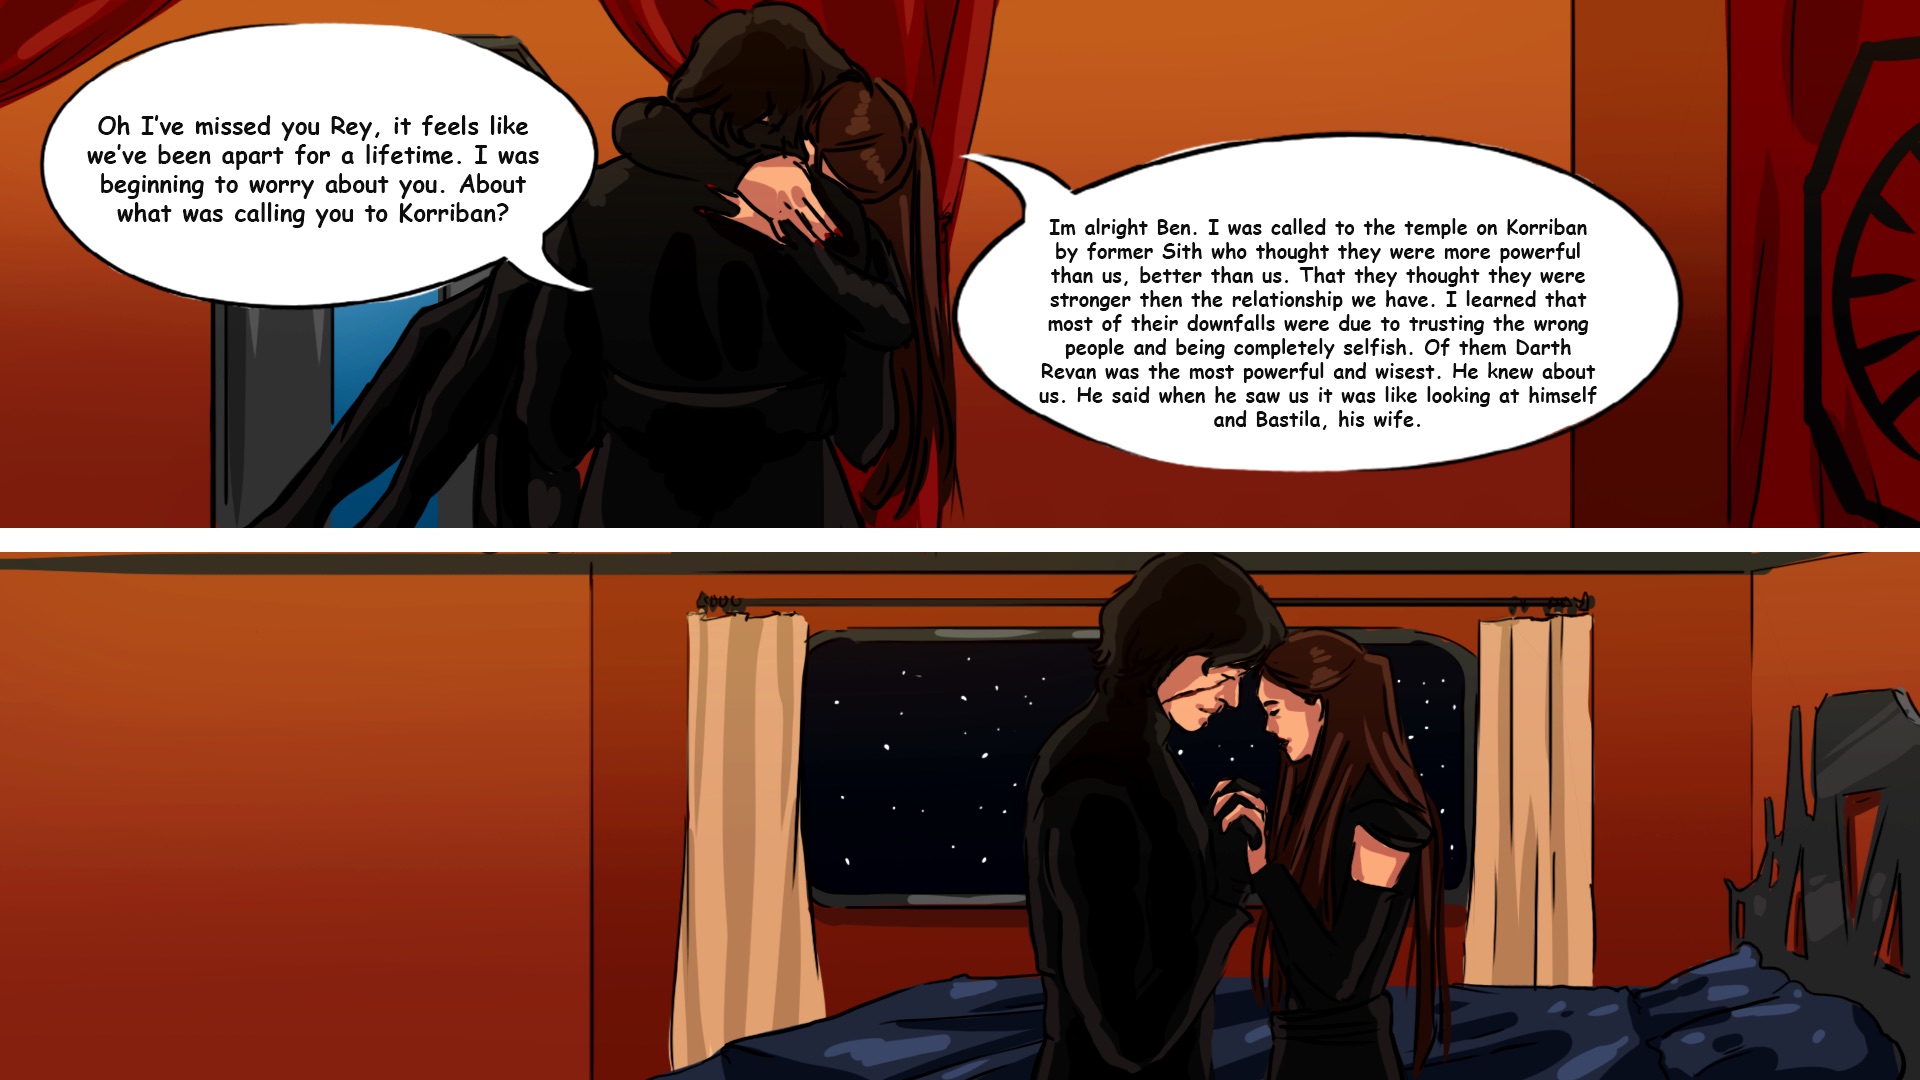 Oh I've missed you Rey, it feels like
we've been apart for a lifetime. I was
beginning to worry about you. About
what was calling you to Korriban?
Im alright Ben. I was called to the temple on Korriban
by former Sith who thought they were more powerful
than us, better than us. That they thought they were
stronger then the relationship we have. I learned that
most of their downfalls were due to trusting the wrong
people and being completely selfish. Of them Darth
Revan was the most powerful and wisest. He knew about
us. He said when he saw us it was like looking at himself
and Bastila, his wife.